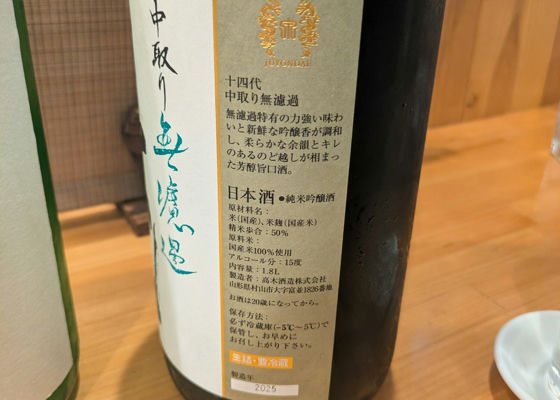 中取り無濾過
JUYONDAI
十四代
中取り無濾過
無濾過特有の力強い味わ
いと新鮮な吟醸香が調和
し、柔らかな余韻とキレ
のあるのど越しが相まっ
た芳醇旨口酒。
日本酒●純米吟醸酒
原材料名:
米(国産)、米麹(国産米)
精米歩合:50%
原料米:
国産米100%使用
アルコール分:15度
内容量:1.8L
製造者:高木酒造株式会社
山形県村山市大字富並1826番地
お酒は20歳になってから。
保存方法:
必ず冷蔵庫(-5℃~5℃)で
保管し、お早めに
お召し上がり下さい。
生詰・要冷蔵
製造年
2025